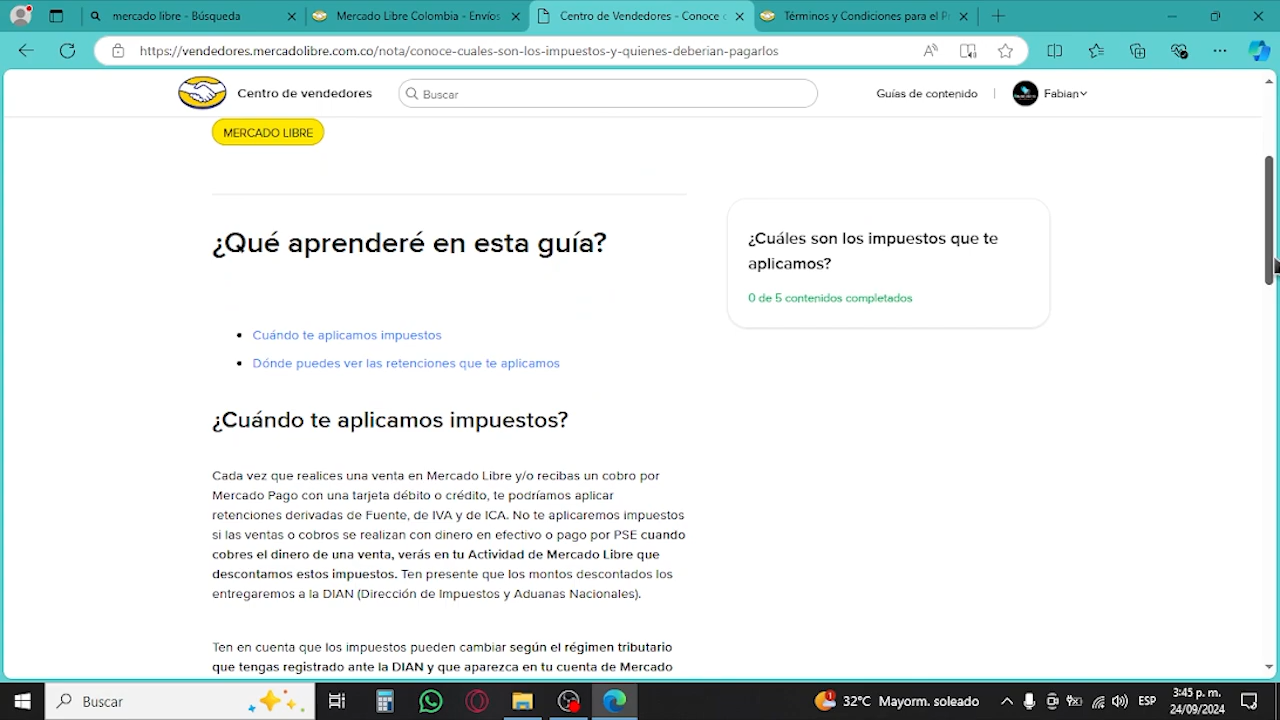 mercado libre - Búsqueda
Mercado Libre Colombia - Envíos
Centro de Vendedores - Conoce c
Términos y Condiciones para el P
https://vendedores.mercadolibre.com.co/nota/conoce-cuales-son-los-impuestos-y-quienes-deberian-pagarlos
Centro de vendedores
Buscar
Guías de contenido
Fabian
MERCADO LIBRE
¿Qué aprenderé en esta guía?
¿Cuáles son los impuestos que te
aplicamos?
0 de 5 contenidos completados
Cuándo te aplicamos impuestos
Dónde puedes ver las retenciones que te aplicamos
¿Cuándo te aplicamos impuestos?
Cada vez que realices una venta en Mercado Libre y/o recibas un cobro por
Mercado Pago con una tarjeta débito o crédito, te podríamos aplicar
retenciones derivadas de Fuente, de IVA y de ICA. No te aplicaremos impuestos
si las ventas o cobros se realizan con dinero en efectivo o pago por PSE cuando
cobres el dinero de una venta, verás en tu Actividad de Mercado Libre que
descontamos estos impuestos. Ten presente que los montos descontados los
entregaremos a la DIAN (Dirección de Impuestos y Aduanas Nacionales).
Ten en cuenta que los impuestos pueden cambiar según el régimen tributario
que tengas registrado ante la DIAN y que aparezca en tu cuenta de Mercado
Buscar
1
32°C Mayorm. soleado
ESP
3:45 p. m.
24/09/2024